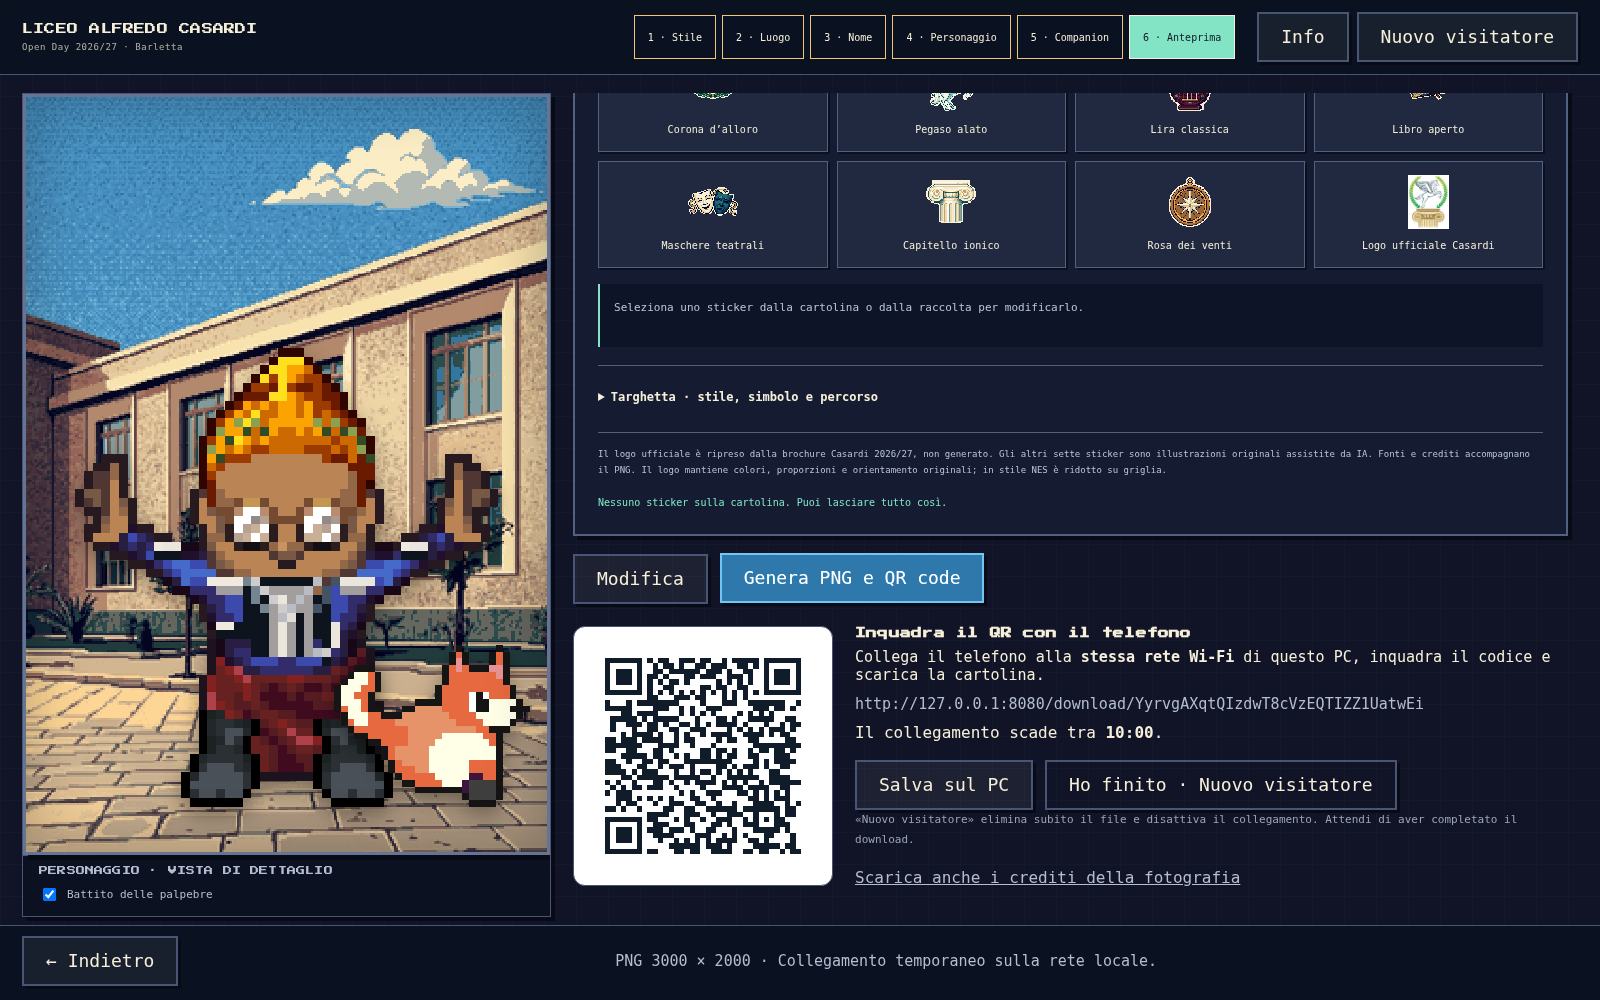 LICEO ALFREDO CASARDI
Open Day 2026/27 · Barletta
1 · Stile
2 · Luogo
3 · Nome
4 · Personaggio
5 · Companion
6 · Anteprima
Info
Nuovo visitatore
Corona d’alloro
Pegaso alato
Lira classica
Libro aperto
Maschere teatrali
Capitello ionico
Rosa dei venti
Logo ufficiale Casardi
Seleziona uno sticker dalla cartolina o dalla raccolta per modificarlo.
Targhetta · stile, simbolo e percorso
Il logo ufficiale è ripreso dalla brochure Casardi 2026/27, non generato. Gli altri sette sticker sono illustrazioni originali assistite da IA. Fonti e crediti accompagnano
il PNG. Il logo mantiene colori, proporzioni e orientamento originali; in stile NES è ridotto su griglia.
Nessuno sticker sulla cartolina. Puoi lasciare tutto così.
Modifica
Genera PNG e QR code
Inquadra il QR con il telefono
Collega il telefono alla stessa rete Wi-Fi di questo PC, inquadra il codice e
scarica la cartolina.
http://127.0.0.1:8080/download/YyrvgAXqtQIzdwT8cVzEQTIZZ1UatwEi
Il collegamento scade tra 10:00.
Salva sul PC
Ho finito · Nuovo visitatore
«Nuovo visitatore» elimina subito il file e disattiva il collegamento. Attendi di aver completato il
download.
Scarica anche i crediti della fotografia
PERSONAGGIO · VISTA DI DETTAGLIO
Battito delle palpebre
← Indietro
PNG 3000 × 2000 · Collegamento temporaneo sulla rete locale.